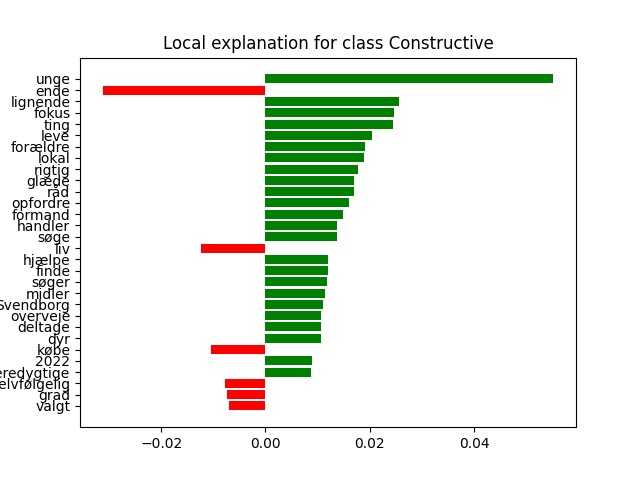 Local explanation for class Constructive
unge
ende
lignende
fokus
ting
leve
forældre
lokal
rigtig
glæde
råd
opfordre
formand
handler
søge
liv
hjælpe
finde
søger
midler
Svendborg
overveje
deltage
dyr
købe
2022
eredygtige
elvfølgelig
grad
valgt
−0.02 0.00 0.02 0.04